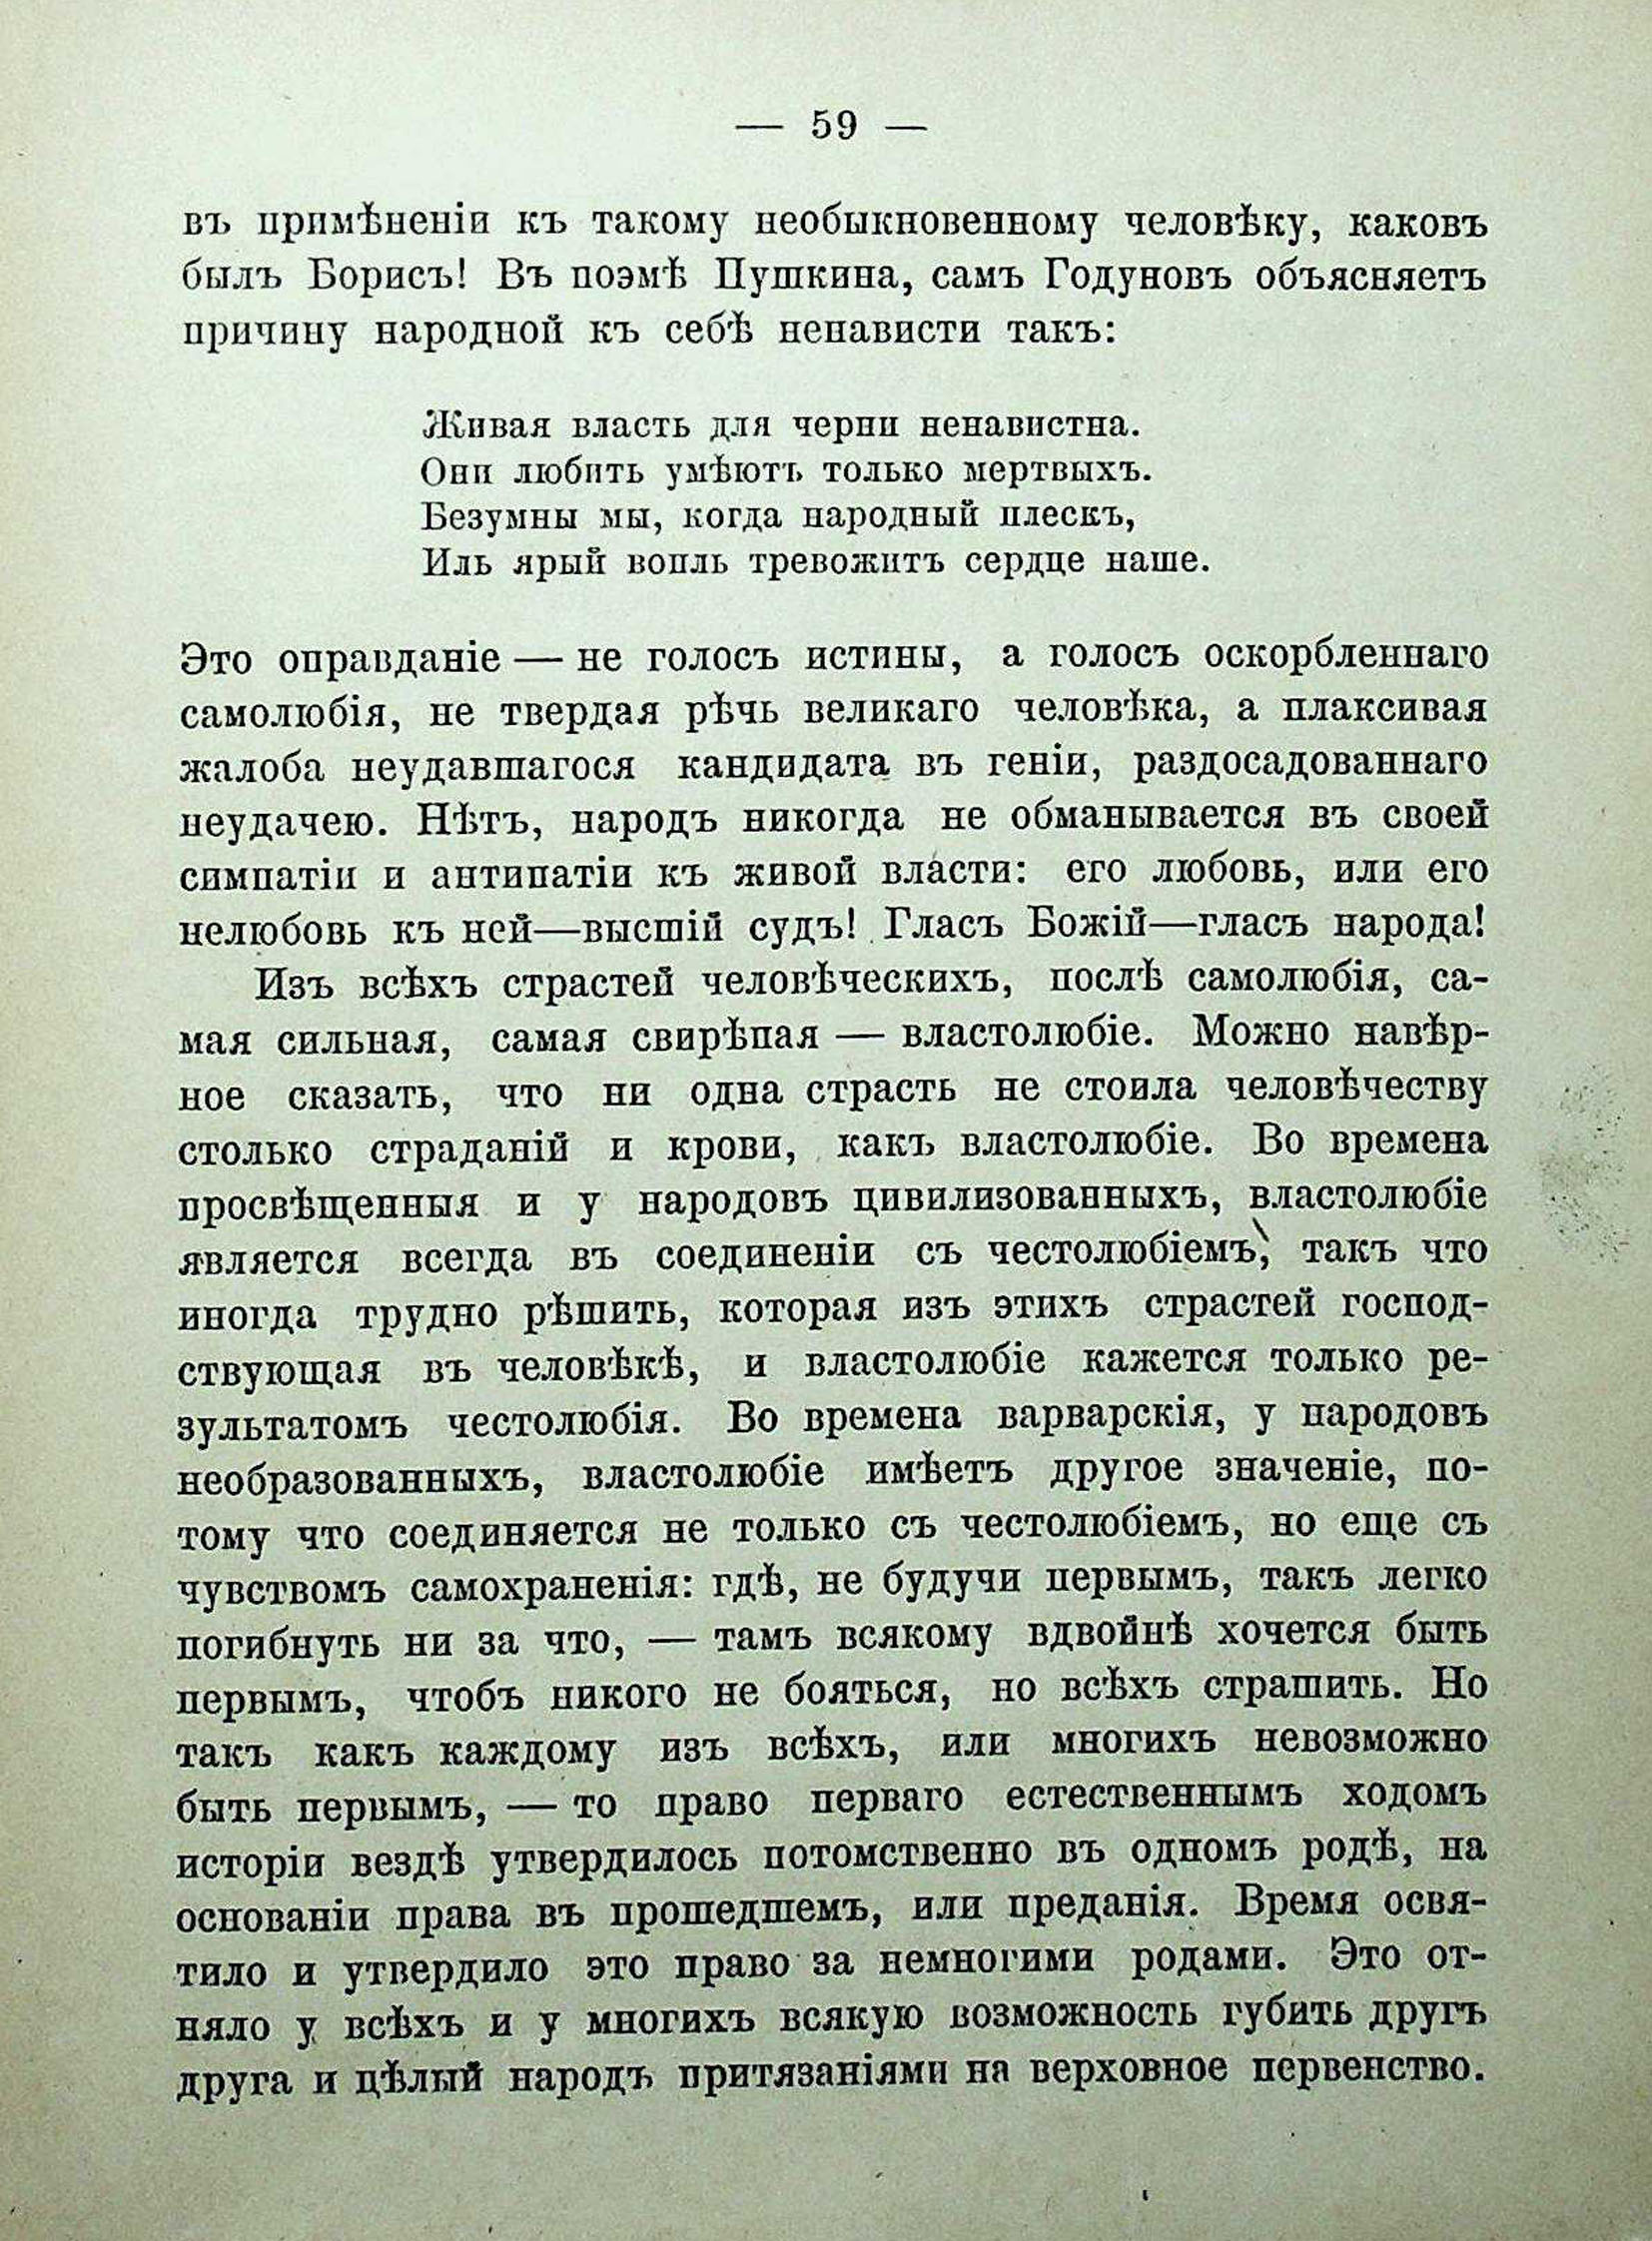 — 59 —
въ примѣненіи къ такому необыкновенному человѣку, каковъ
былъ Борисъ! Въ поэмѣ Пушкина, самъ Годуновъ объясняетъ
причину народной къ себѣ ненависти такъ:
Живая власть для черни ненавистна.
Они любить умѣютъ только мертвыхъ.
Безумны мы, когда народный плескъ,
Иль ярый вопль тревожитъ сердце наше.
Это оправданіе — не голосъ истины, а голосъ оскорбленнаго
самолюбія, не твердая рѣчь великаго человѣка, а плаксивая
жалоба неудавшагося кандидата въ геніи, раздосадованнаго
неудачею. Нѣтъ, народъ никогда не обманывается въ своей
симпатіи и антипатіи къ живой власти: его любовь, или его
нелюбовь къ ней—высшій судъ! Гласъ Божій—гласъ народа!
Изъ всѣхъ страстей человѣческихъ, послѣ самолюбія, са-
мая сильная, самая свирѣпая — властолюбіе. Можно навѣр-
ное сказать, что ни одна страсть не стоила человѣчеству
столько страданій и крови, какъ властолюбіе. Во времена
просвѣщенныя и у народовъ цивилизованныхъ, властолюбіе
является всегда въ соединеніи съ честолюбіемъ, такъ что
иногда трудно рѣшить, которая изъ этихъ страстей господ-
ствующая въ человѣкѣ, и властолюбіе кажется только ре-
зультатомъ честолюбія. Во времена варварскія, у народовъ
необразованныхъ, властолюбіе имѣетъ другое значеніе, по-
тому что соединяется не только съ честолюбіемъ, но еще съ
чувствомъ самохраненія: гдѣ, не будучи первымъ, такъ легко
погибнуть ни за что, — тамъ всякому вдвойнѣ хочется быть
первымъ, чтобъ никого не бояться, но всѣхъ страшить. Но
такъ какъ каждому изъ всѣхъ, или многихъ невозможно
быть первымъ, — то право перваго естественнымъ ходомъ
исторіи вездѣ утвердилось потомственно въ одномъ родѣ, на
основаніи права въ прошедшемъ, или преданія. Время освя-
тило и утвердило это право за немногими родами. Это от-
няло у всѣхъ и у многихъ всякую возможность губить другъ
друга и цѣлый народъ притязаніями на верховное первенство.